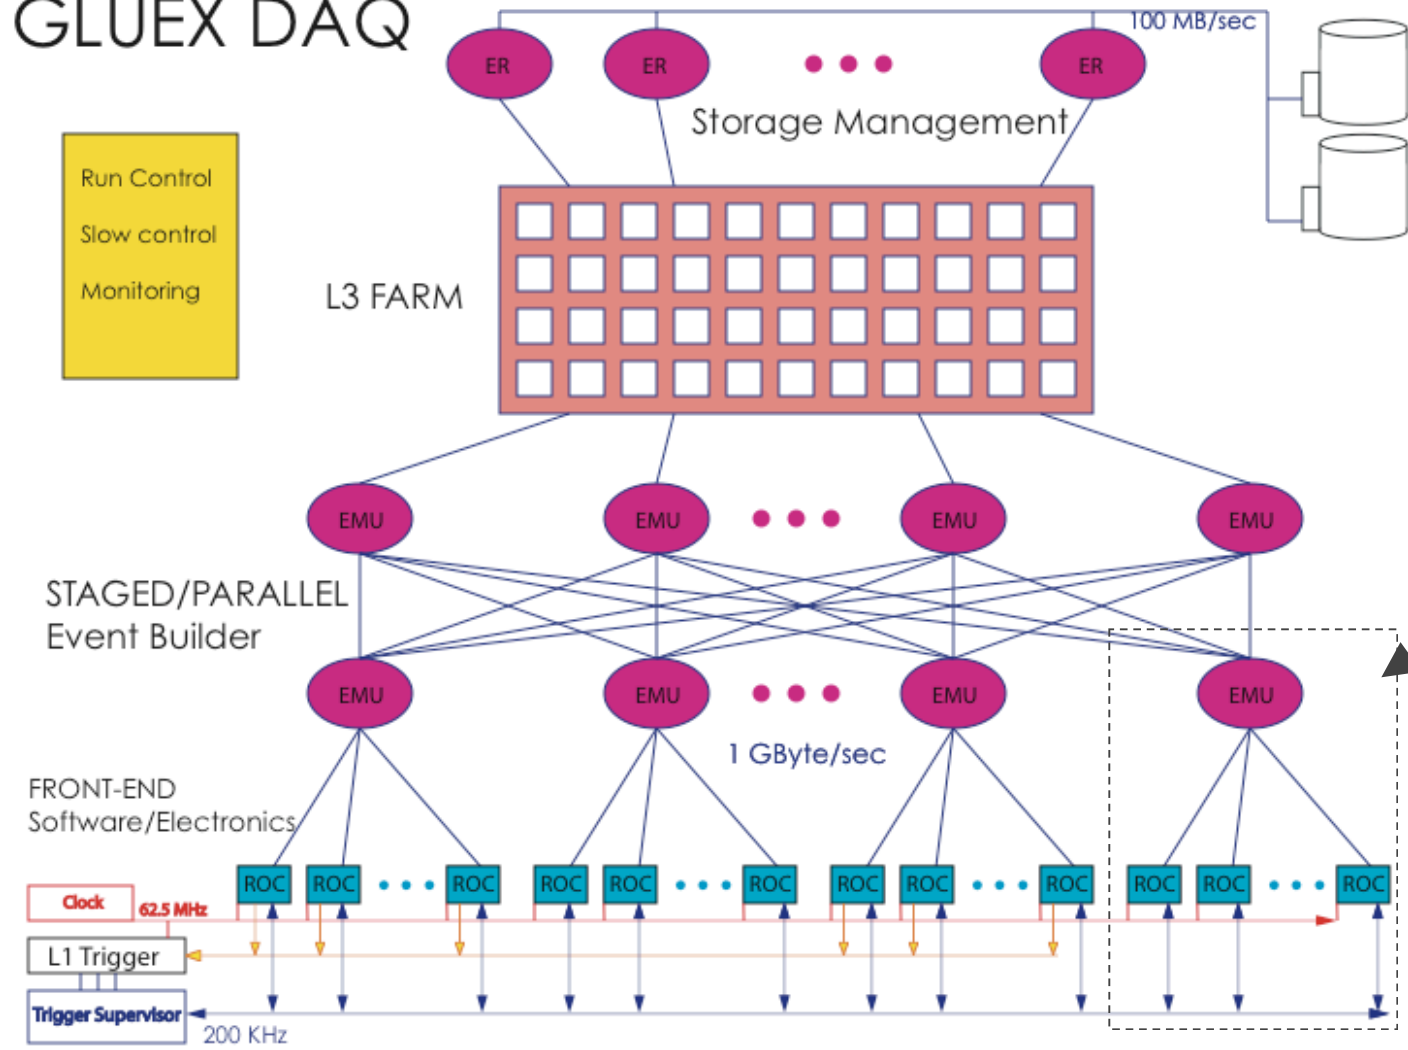 GLUEX DAQ
100 MB/sec
ER
ER
ER
Storage Management
Run Control
Slow control
Monitoring
L3 FARM
EMU
EMU
EMU
EMU
STAGED/PARALLEL
Event Builder
EMU
EMU
EMU
EMU
1 GByte/sec
FRONT-END
Software/Electronics
ROC
ROC
ROC
ROC
ROC
ROC
ROC
ROC
ROC
ROC
ROC
ROC
Clock
62.5 MHz
L1 Trigger
Trigger Supervisor
200 KHz